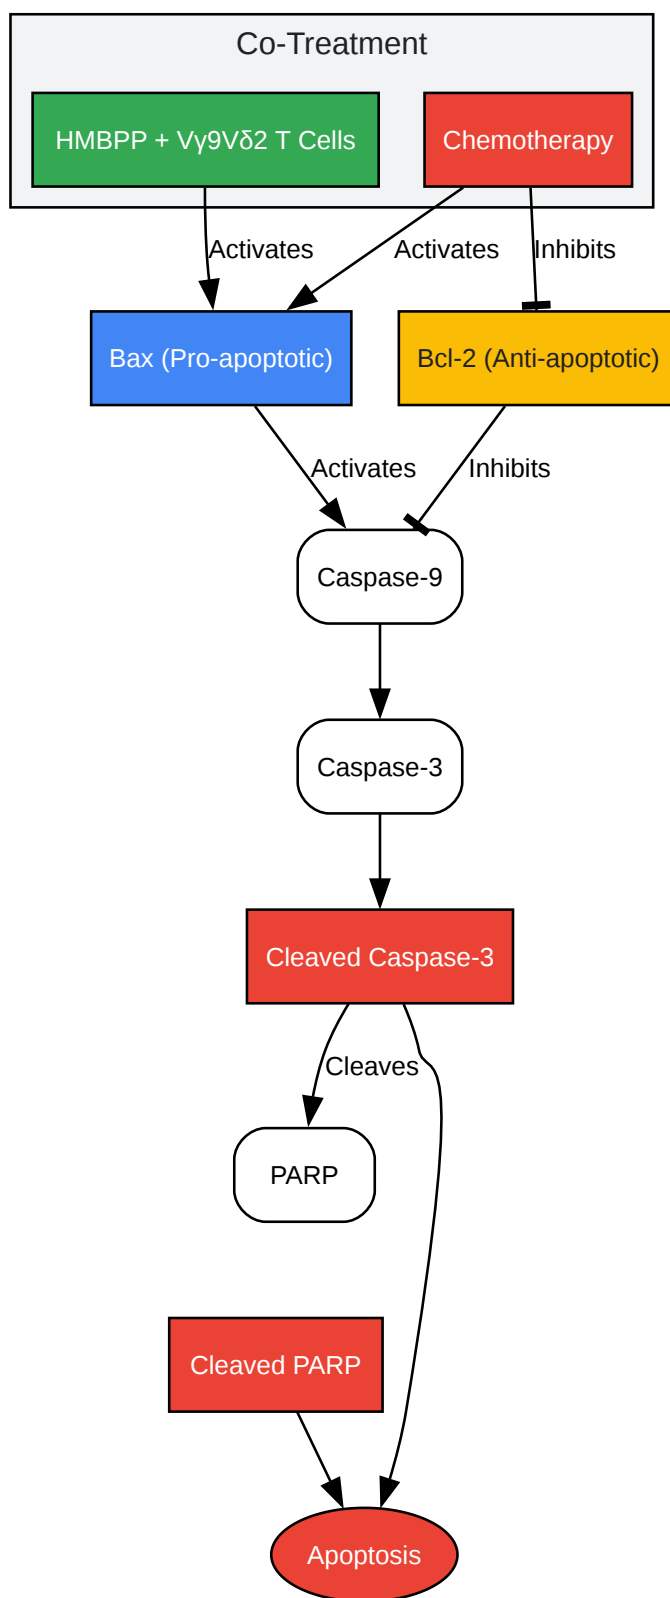 Co-Treatment
HMBPP + Vγ9Vδ2 T Cells
Chemotherapy
Activates
Activates
Inhibits
Bax (Pro-apoptotic)
Bcl-2 (Anti-apoptotic)
Activates
Inhibits
Caspase-9
Caspase-3
Cleaved Caspase-3
Cleaves
PARP
Cleaved PARP
Apoptosis